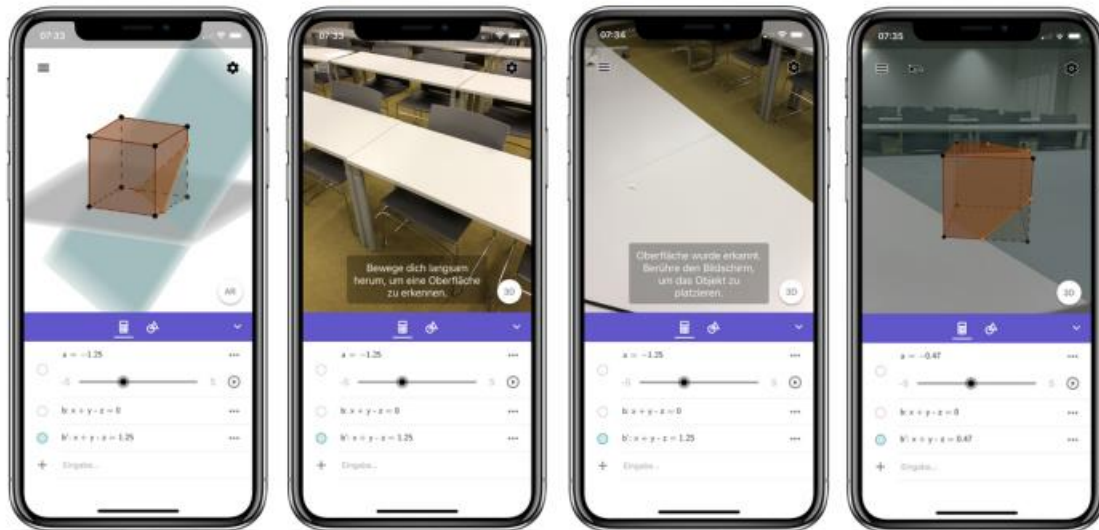 07:33
AR
a = −1.25
-5
5
b: x + y - z = 0
b': x + y - z = 1.25
Eingabe...
07:33
Bewege dich langsam
herum, um eine Oberfläche
zu erkennen.
3D
a = −1.25
-5
5
b: x + y - z = 0
b': x + y - z = 1.25
Eingabe...
07:34
Oberfläche wurde erkannt.
Berühre den Bildschirm,
um das Objekt zu
platzieren.
3D
a = −1.25
-5
5
b: x + y - z = 0
b': x + y - z = 1.25
Eingabe...
07:35
3D
a = −0.47
-5
5
b: x + y - z = 0
b': x + y - z = 0.47
Eingabe...